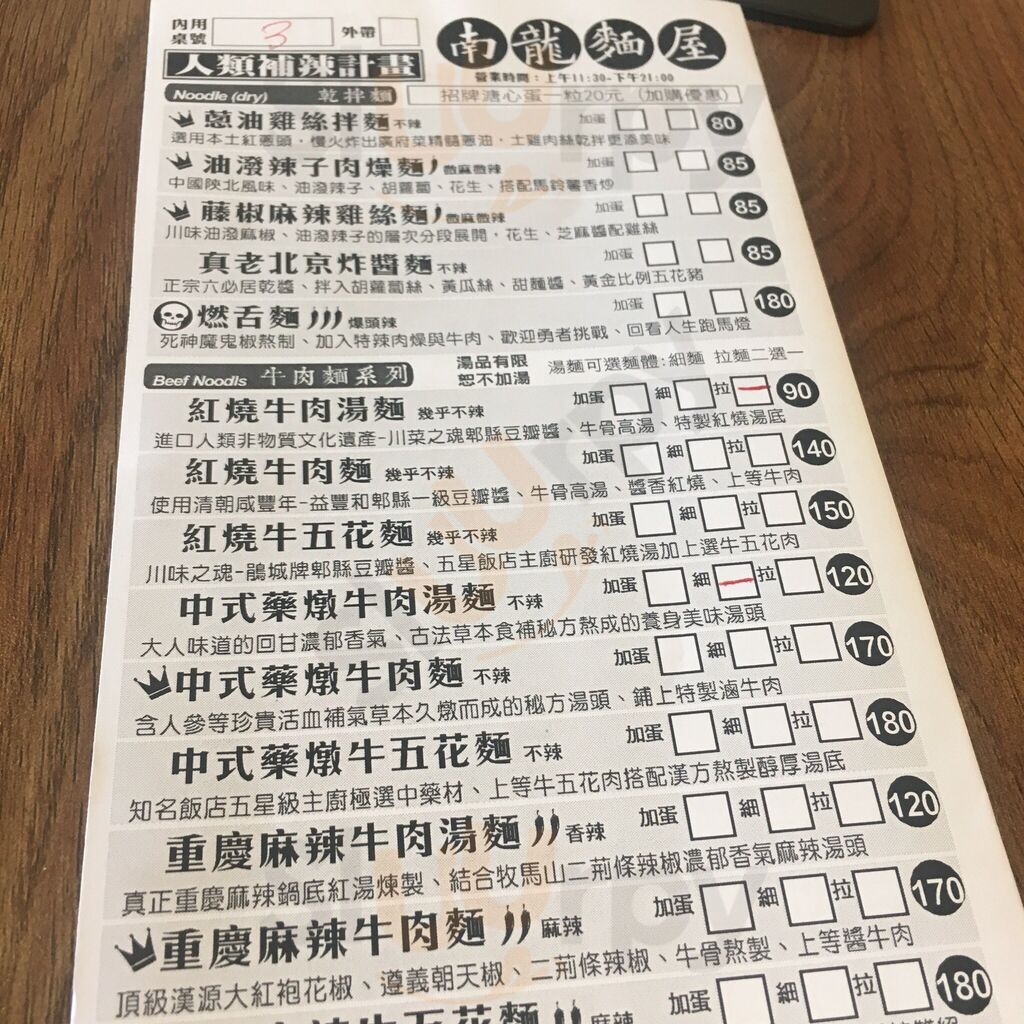 內用 桌號 3 外帶 南龍麵屋
人類補辣計畫 營業時間：上午11:30-下午21:00
Noodle (dry) 乾拌麵 招牌溏心蛋一粒20元 (加購優惠)
蔥油雞絲拌麵 不辣 加蛋 80
選用本土紅蔥頭，慢火炸出廣府菜精髓蔥油，土雞肉絲乾拌更添美味
油潑辣子肉燥麵 微麻微辣 加蛋 85
中國陝北風味、油潑辣子、胡蘿蔔、花生、搭配馬鈴薯香炒
藤椒麻辣雞絲麵 微麻微辣 加蛋 85
川味油潑麻椒、油潑辣子的層次分段展開，花生、芝麻醬配雞絲
真老北京炸醬麵 不辣 加蛋 85
正宗六必居乾醬、拌入胡蘿蔔絲、黃瓜絲、甜麵醬、黃金比例五花豬
燃舌麵 爆頭辣 加蛋 180
死神魔鬼椒熬制、加入特辣肉燥與牛肉、歡迎勇者挑戰、回看人生跑馬燈
Beef Noodls 牛肉麵系列 湯品有限 恕不加湯 湯麵可選麵體:細麵 拉麵二選一
紅燒牛肉湯麵 幾乎不辣 加蛋 細 拉 90
進口人類非物質文化遺產-川菜之魂郫縣豆瓣醬、牛骨高湯、特製紅燒湯底
紅燒牛肉麵 幾乎不辣 加蛋 細 拉 140
使用清朝咸豐年-益豐和郫縣一級豆瓣醬、牛骨高湯、醬香紅燒、上等牛肉
紅燒牛五花麵 幾乎不辣 加蛋 細 拉 150
川味之魂-鵑城牌郫縣豆瓣醬、五星飯店主廚研發紅燒湯加上選牛五花肉
中式藥燉牛肉湯麵 不辣 加蛋 細 拉 120
大人味道的回甘濃郁香氣、古法草本食補秘方熬成的養身美味湯頭
中式藥燉牛肉麵 不辣 加蛋 細 拉 170
含人參等珍貴活血補氣草本久燉而成的秘方湯頭、鋪上特製滷牛肉
中式藥燉牛五花麵 不辣 加蛋 細 拉 180
知名飯店五星級主廚極選中藥材、上等牛五花肉搭配漢方熬製醇厚湯底
重慶麻辣牛肉湯麵 香辣 加蛋 細 拉 120
真正重慶麻辣鍋底紅湯煉製、結合牧馬山二荊條辣椒濃郁香氣麻辣湯頭
重慶麻辣牛肉麵 麻辣 加蛋 細 拉 170
頂級漢源大紅袍花椒、遵義朝天椒、二荊條辣椒、牛骨熬製、上等醬牛肉
辣牛五花麵 麻辣 加蛋 細 拉 180